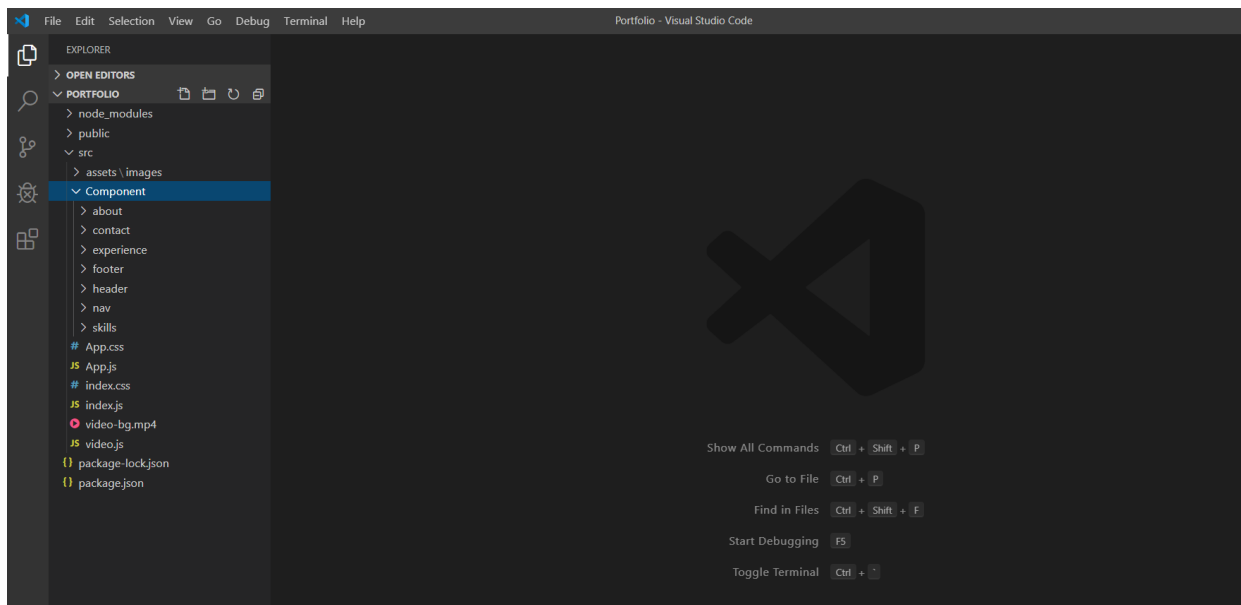 File Edit Selection View Go Debug Terminal Help Portfolio - Visual Studio Code
EXPLORER
OPEN EDITORS
PORTFOLIO
node_modules
public
src
assets \ images
Component
about
contact
experience
footer
header
nav
skills
# App.css
JS App.js
# index.css
JS index.js
video-bg.mp4
JS video.js
{} package-lock.json
{} package.json
Show All Commands Ctrl + Shift + P
Go to File Ctrl + P
Find in Files Ctrl + Shift + F
Start Debugging F5
Toggle Terminal Ctrl + `